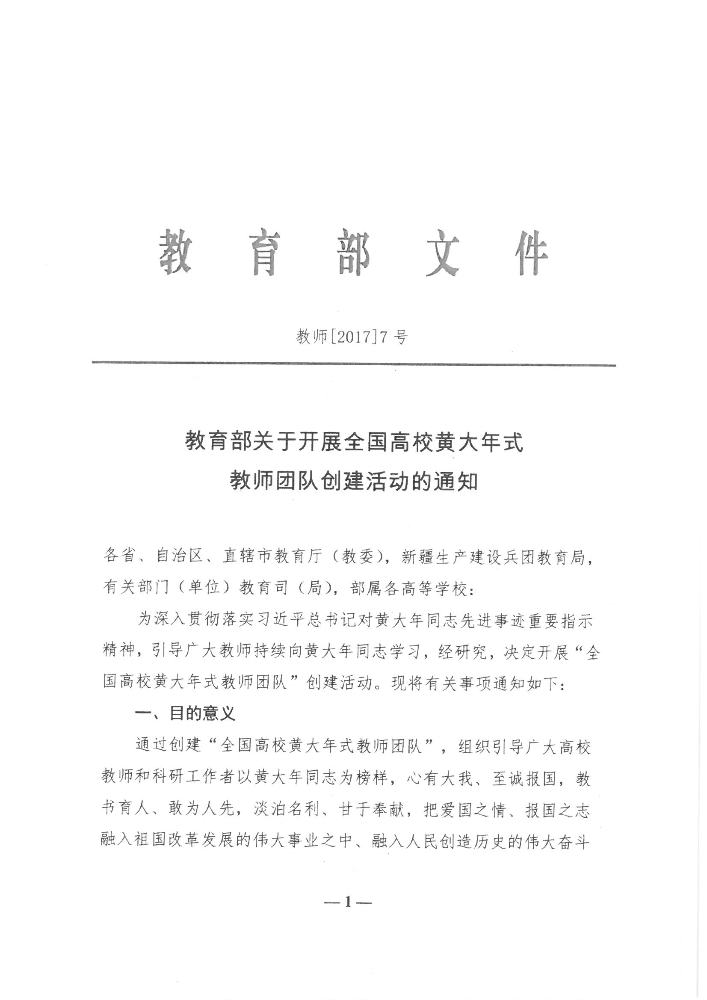 教育部文件
教师[2017]7 号
教育部关于开展全国高校黄大年式
教师团队创建活动的通知
各省、自治区、直辖市教育厅（教委），新疆生产建设兵团教育局，
有关部门（单位）教育司（局），部属各高等学校：
为深入贯彻落实习近平总书记对黄大年同志先进事迹重要指示
精神，引导广大教师持续向黄大年同志学习，经研究，决定开展“全
国高校黄大年式教师团队”创建活动。现将有关事项通知如下：
一、目的意义
通过创建“全国高校黄大年式教师团队”，组织引导广大高校
教师和科研工作者以黄大年同志为榜样，心有大我、至诚报国，教
书育人、敢为人先，淡泊名利、甘于奉献，把爱国之情、报国之志
融入祖国改革发展的伟大事业之中、融入人民创造历史的伟大奋斗
— 1 —